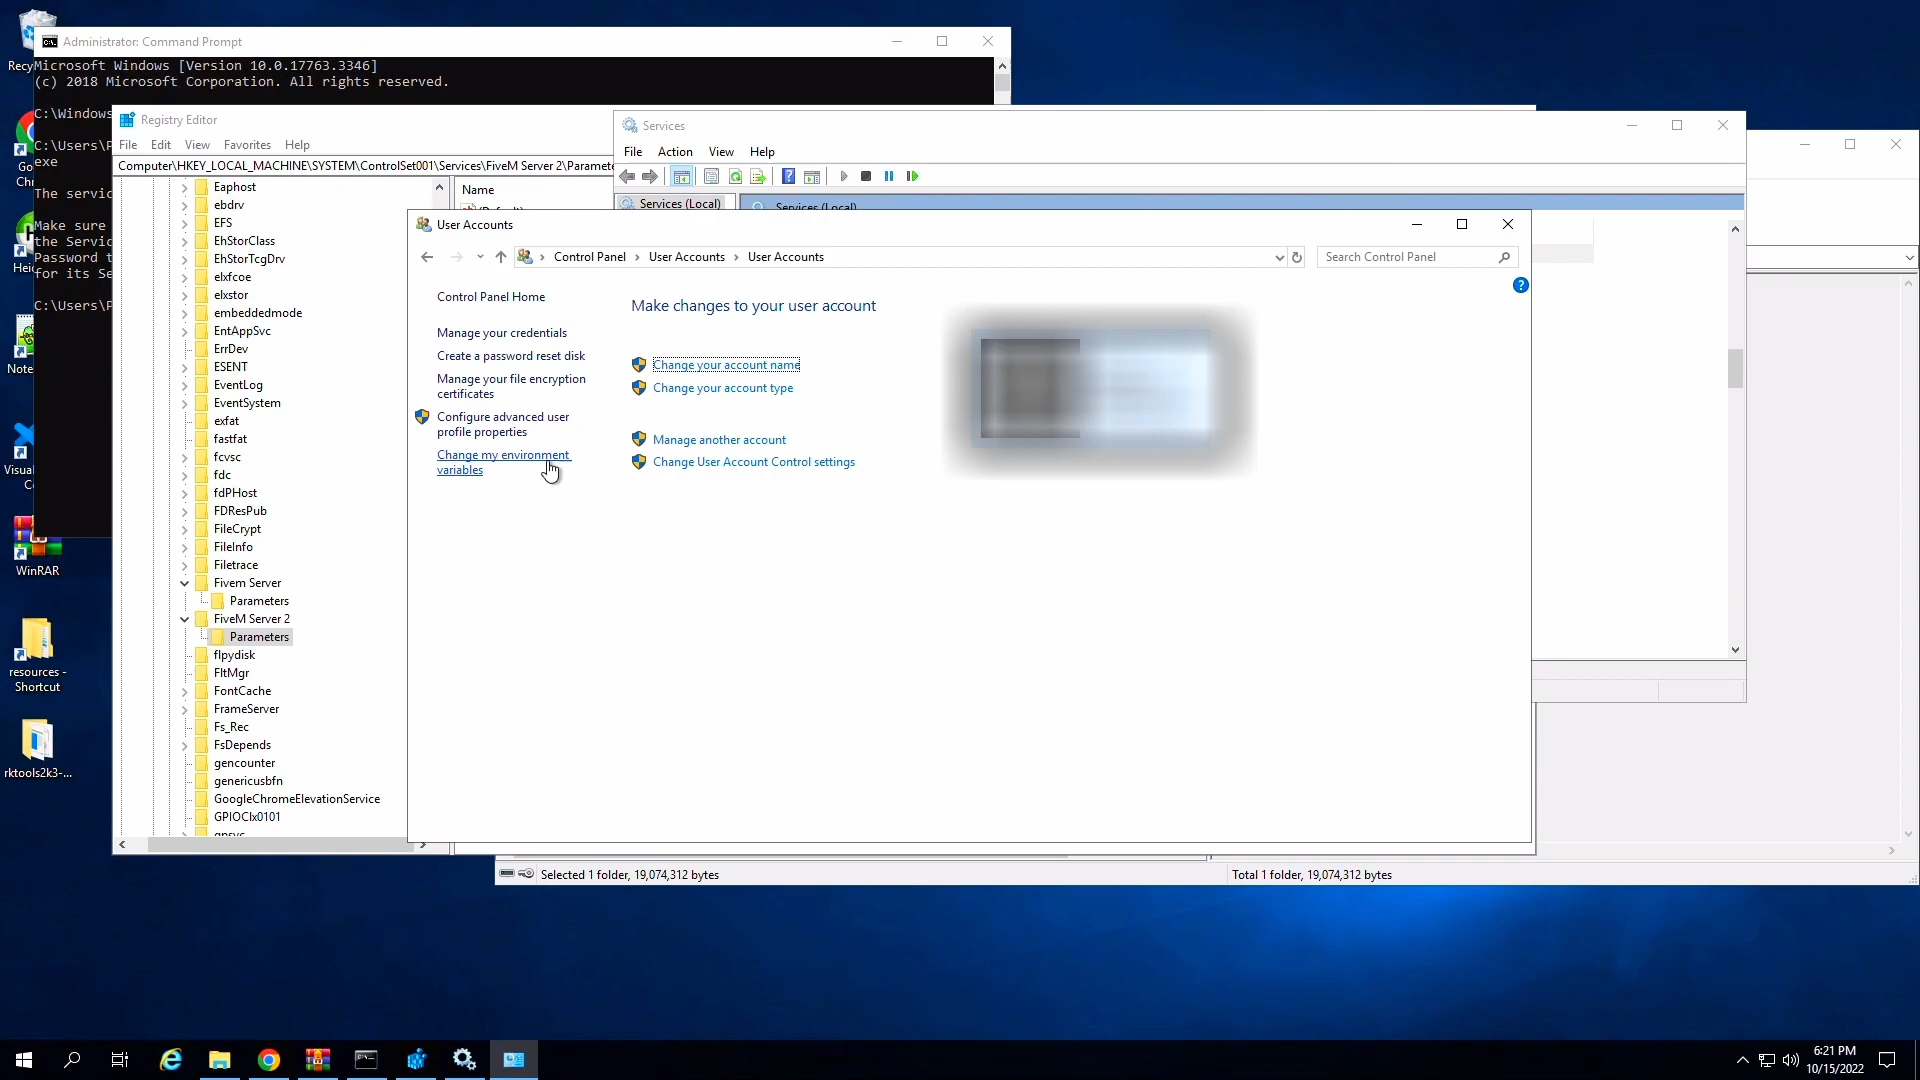 Administrator: Command Prompt
Microsoft Windows [Version 10.0.17763.3346]
(c) 2018 Microsoft Corporation. All rights reserved.
C:\Windows
C:\Users\P
exe
The servic
Make sure
the Servic
Password t
for its Se
C:\Users\P
Registry Editor
File Edit View Favorites Help
Computer\HKEY_LOCAL_MACHINE\SYSTEM\ControlSet001\Services\FiveM Server 2\Paramete
Name
Eaphost
ebdrv
EFS
EhStorClass
EhStorTcgDrv
elxfcoe
elxstor
embeddedmode
EntAppSvc
ErrDev
ESENT
EventLog
EventSystem
exfat
fastfat
fcvsc
fdc
fdPHost
FDResPub
FileCrypt
FileInfo
Filetrace
Fivem Server
Parameters
FiveM Server 2
Parameters
flpydisk
FltMgr
FontCache
FrameServer
Fs_Rec
FsDepends
gencounter
genericusbfn
GoogleChromeElevationService
GPIOClx0101
Services
File Action View Help
Services (Local)
Services (Local)
User Accounts
Control Panel > User Accounts > User Accounts
Search Control Panel
Control Panel Home
Manage your credentials
Create a password reset disk
Manage your file encryption
certificates
Configure advanced user
profile properties
Change my environment
variables
Make changes to your user account
Change your account name
Change your account type
Manage another account
Change User Account Control settings
Selected 1 folder, 19,074,312 bytes
Total 1 folder, 19,074,312 bytes
Recy
Go
Chr
Hei
Note
Visua
C
WinRAR
resources -
Shortcut
rktools2k3-...
6:21 PM
10/15/2022